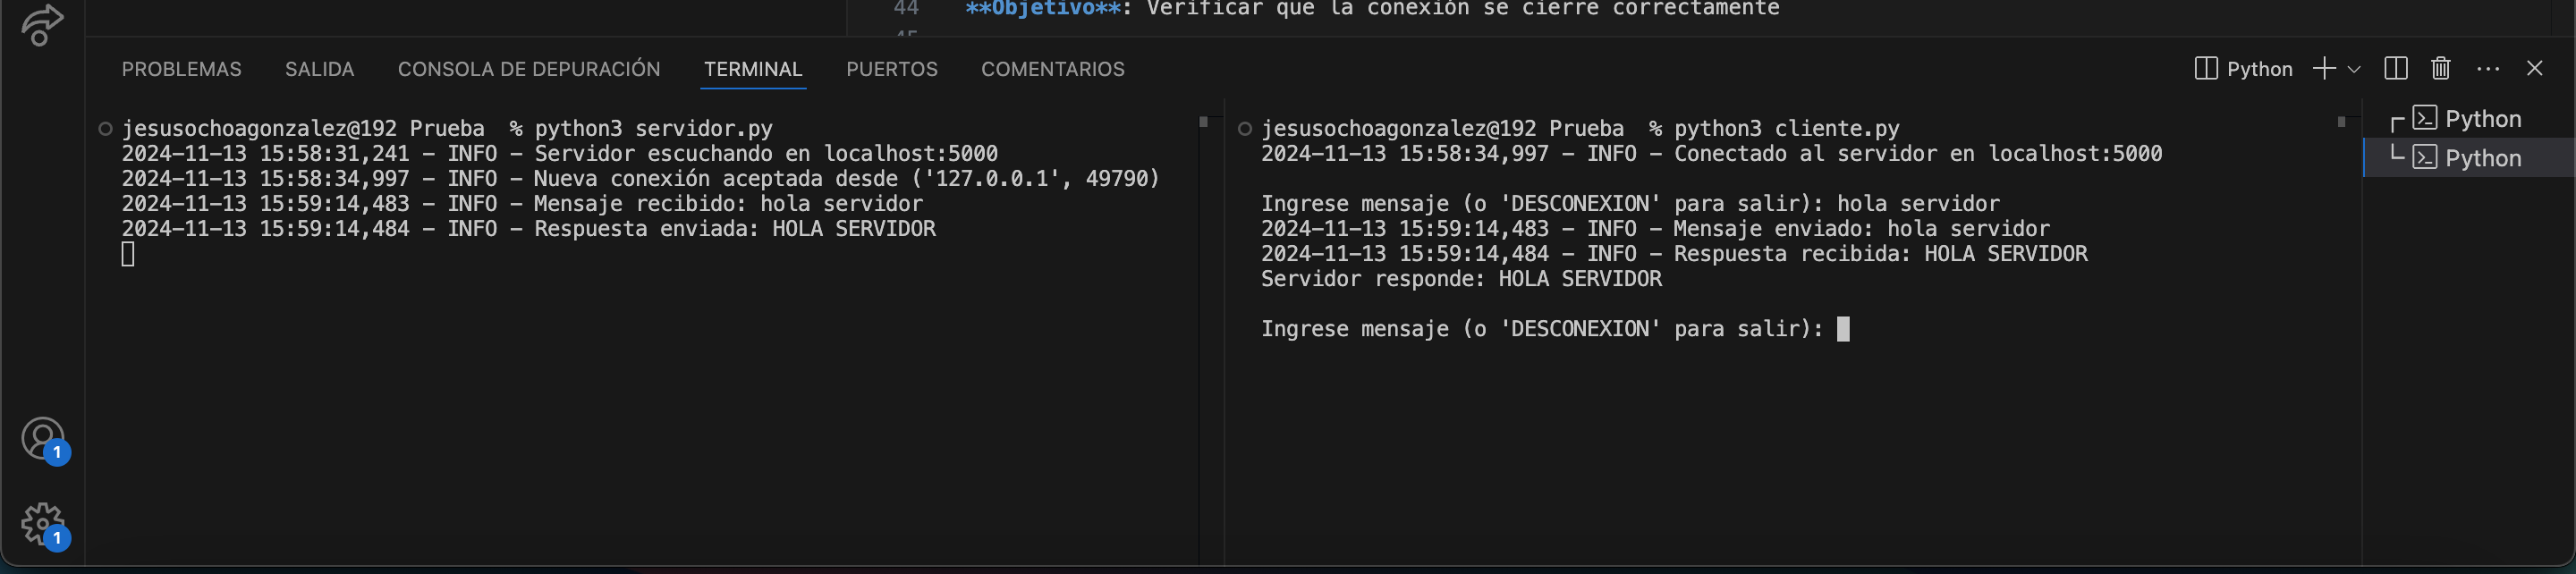 44 **Objetivo**: Verificar que la conexión se cierre correctamente
45
PROBLEMAS SALIDA CONSOLA DE DEPURACIÓN TERMINAL PUERTOS COMENTARIOS Python
jesusochoagonzalez@192 Prueba % python3 servidor.py
2024-11-13 15:58:31,241 - INFO - Servidor escuchando en localhost:5000
2024-11-13 15:58:34,997 - INFO - Nueva conexión aceptada desde ('127.0.0.1', 49790)
2024-11-13 15:59:14,483 - INFO - Mensaje recibido: hola servidor
2024-11-13 15:59:14,484 - INFO - Respuesta enviada: HOLA SERVIDOR
jesusochoagonzalez@192 Prueba % python3 cliente.py
2024-11-13 15:58:34,997 - INFO - Conectado al servidor en localhost:5000
Ingrese mensaje (o 'DESCONEXION' para salir): hola servidor
2024-11-13 15:59:14,483 - INFO - Mensaje enviado: hola servidor
2024-11-13 15:59:14,484 - INFO - Respuesta recibida: HOLA SERVIDOR
Servidor responde: HOLA SERVIDOR
Ingrese mensaje (o 'DESCONEXION' para salir):
Python
Python
1
1